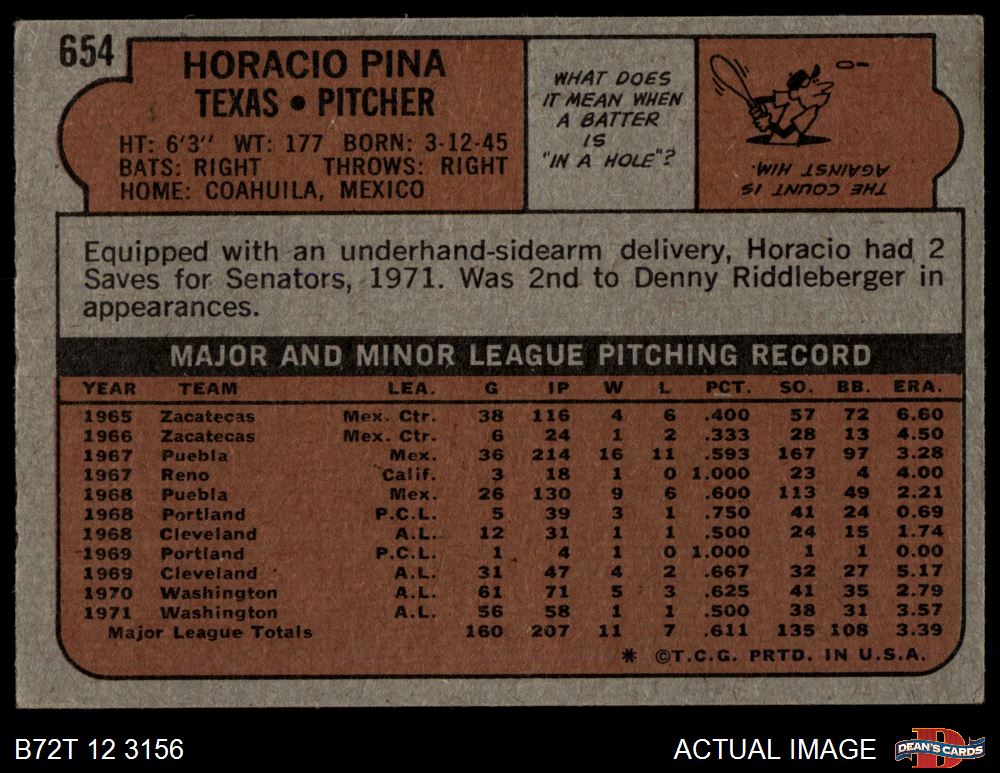 654
HORACIO PINA
TEXAS • PITCHER
HT: 6'3" WT: 177 BORN: 3-12-45
BATS: RIGHT THROWS: RIGHT
HOME: COAHUILA, MEXICO
WHAT DOES
IT MEAN WHEN
A BATTER
IS
"IN A HOLE"?
THE COUNT IS
AGAINST HIM.
Equipped with an underhand-sidearm delivery, Horacio had 2
Saves for Senators, 1971. Was 2nd to Denny Riddleberger in
appearances.
MAJOR AND MINOR LEAGUE PITCHING RECORD
YEAR TEAM LEA. G IP W L PCT. SO. BB. ERA.
1965 Zacatecas Mex. Ctr. 38 116 4 6 .400 57 72 6.60
1966 Zacatecas Mex. Ctr. 6 24 1 2 .333 28 13 4.50
1967 Puebla Mex. 36 214 16 11 .593 167 97 3.28
1967 Reno Calif. 3 18 1 0 1.000 23 4 4.00
1968 Puebla Mex. 26 130 9 6 .600 113 49 2.21
1968 Portland P.C.L. 5 39 3 1 .750 41 24 0.69
1968 Cleveland A.L. 12 31 1 1 .500 24 15 1.74
1969 Portland P.C.L. 1 4 1 0 1.000 1 1 0.00
1969 Cleveland A.L. 31 47 4 2 .667 32 27 5.17
1970 Washington A.L. 61 71 5 3 .625 41 35 2.79
1971 Washington A.L. 56 58 1 1 .500 38 31 3.57
Major League Totals 160 207 11 7 .611 135 108 3.39
* ©T.C.G. PRTD. IN U.S.A.
B72T 12 3156
ACTUAL IMAGE
D
DEAN'S CARDS